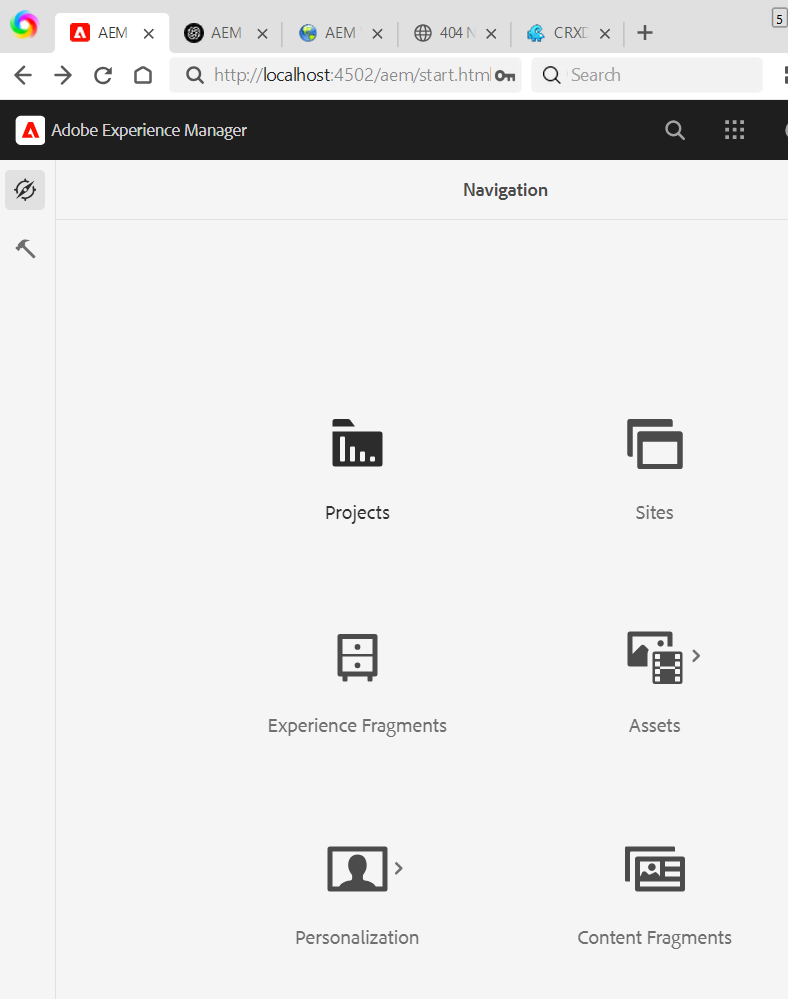 AEM AEM AEM 404 N CRXD 5
http://localhost:4502/aem/start.html Search
Adobe Experience Manager
Navigation
Projects Sites
Experience Fragments Assets
Personalization Content Fragments